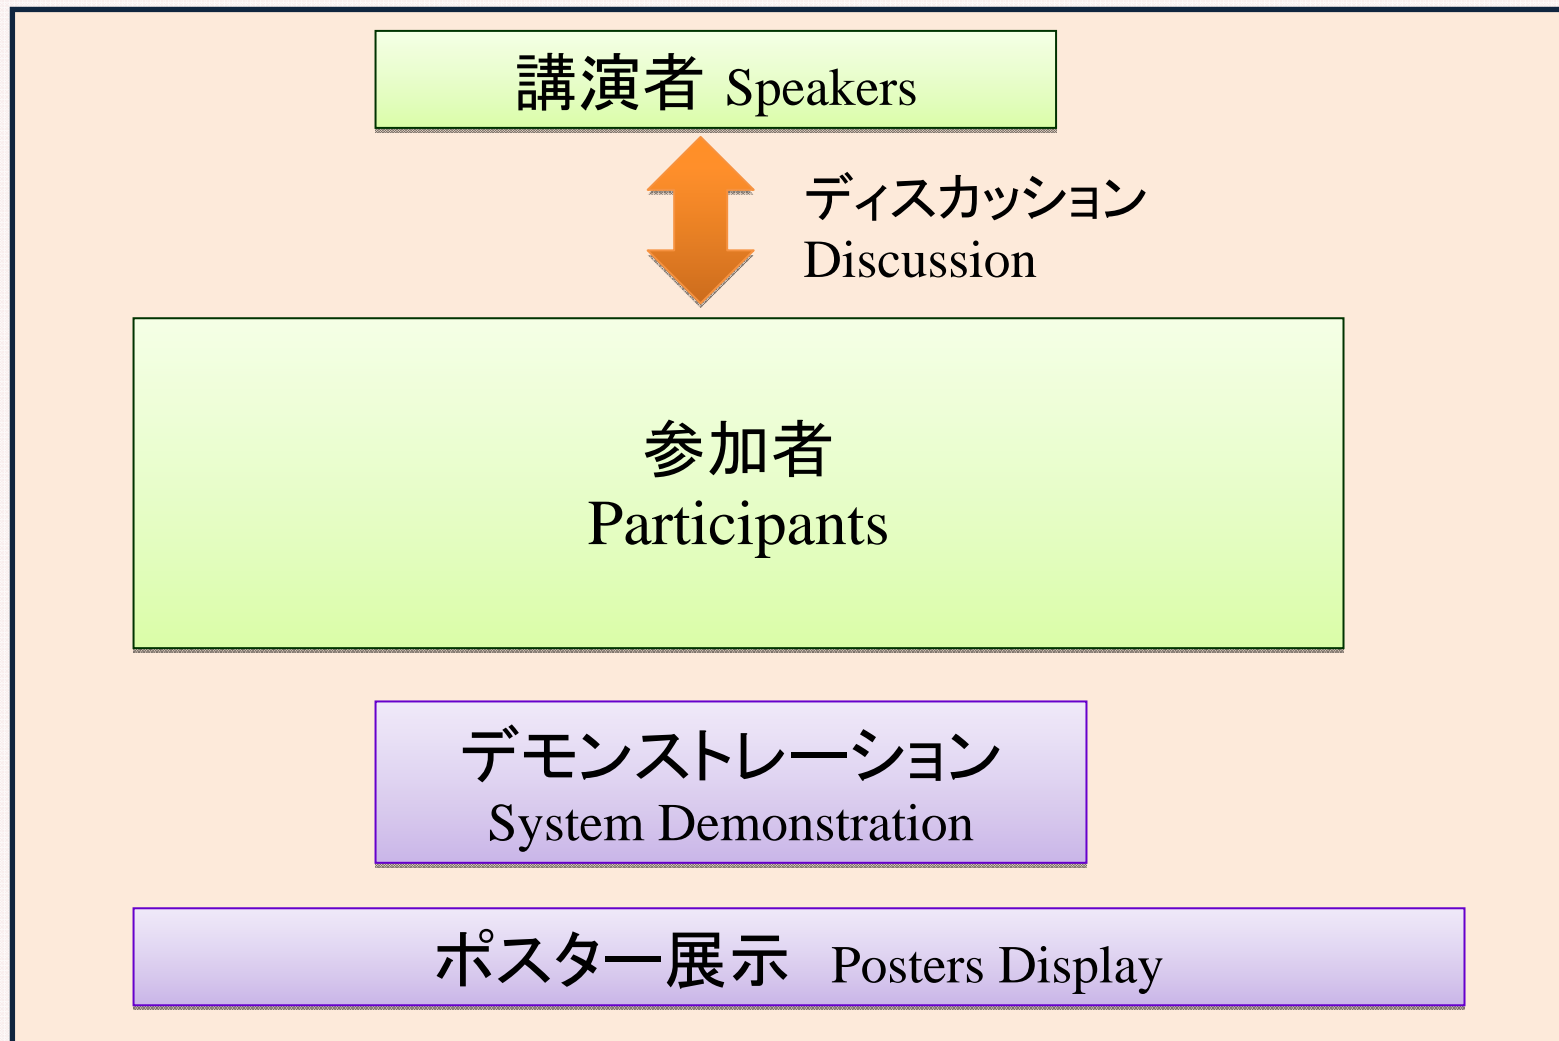 講演者 Speakers
ディスカッション
Discussion
参加者
Participants
デモンストレーション
System Demonstration
ポスター展示 Posters Display